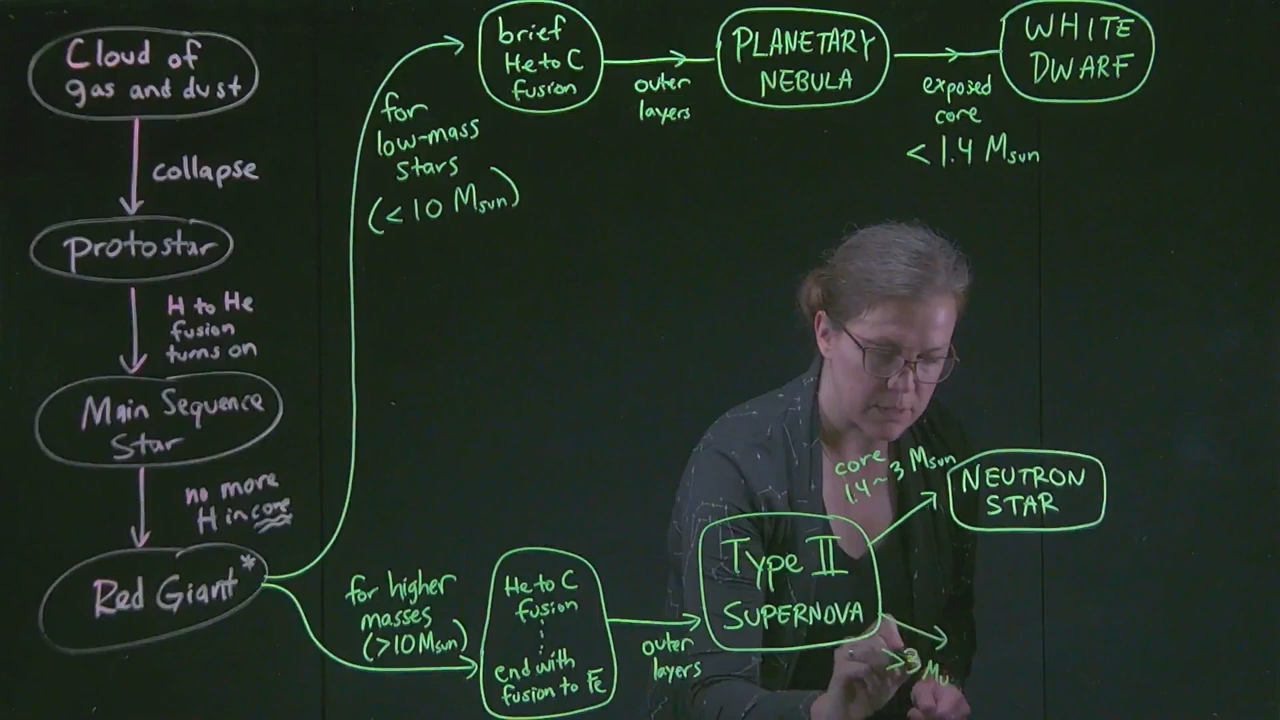 Cloud of
gas and dust
collapse
Protostar
H to He
fusion
turns on
Main Sequence
Star
no more
H in core
Red Giant*
for
low-mass
stars
(<10 Msun)
brief
He to C
fusion
outer
layers
PLANETARY
NEBULA
exposed
core
<1.4 Msun
WHITE
DWARF
for higher
masses
(>10 Msun)
He to C
fusion
end with
fusion to Fe
outer
layers
Type II
SUPERNOVA
core
1.4~3 Msun
NEUTRON
STAR
>3